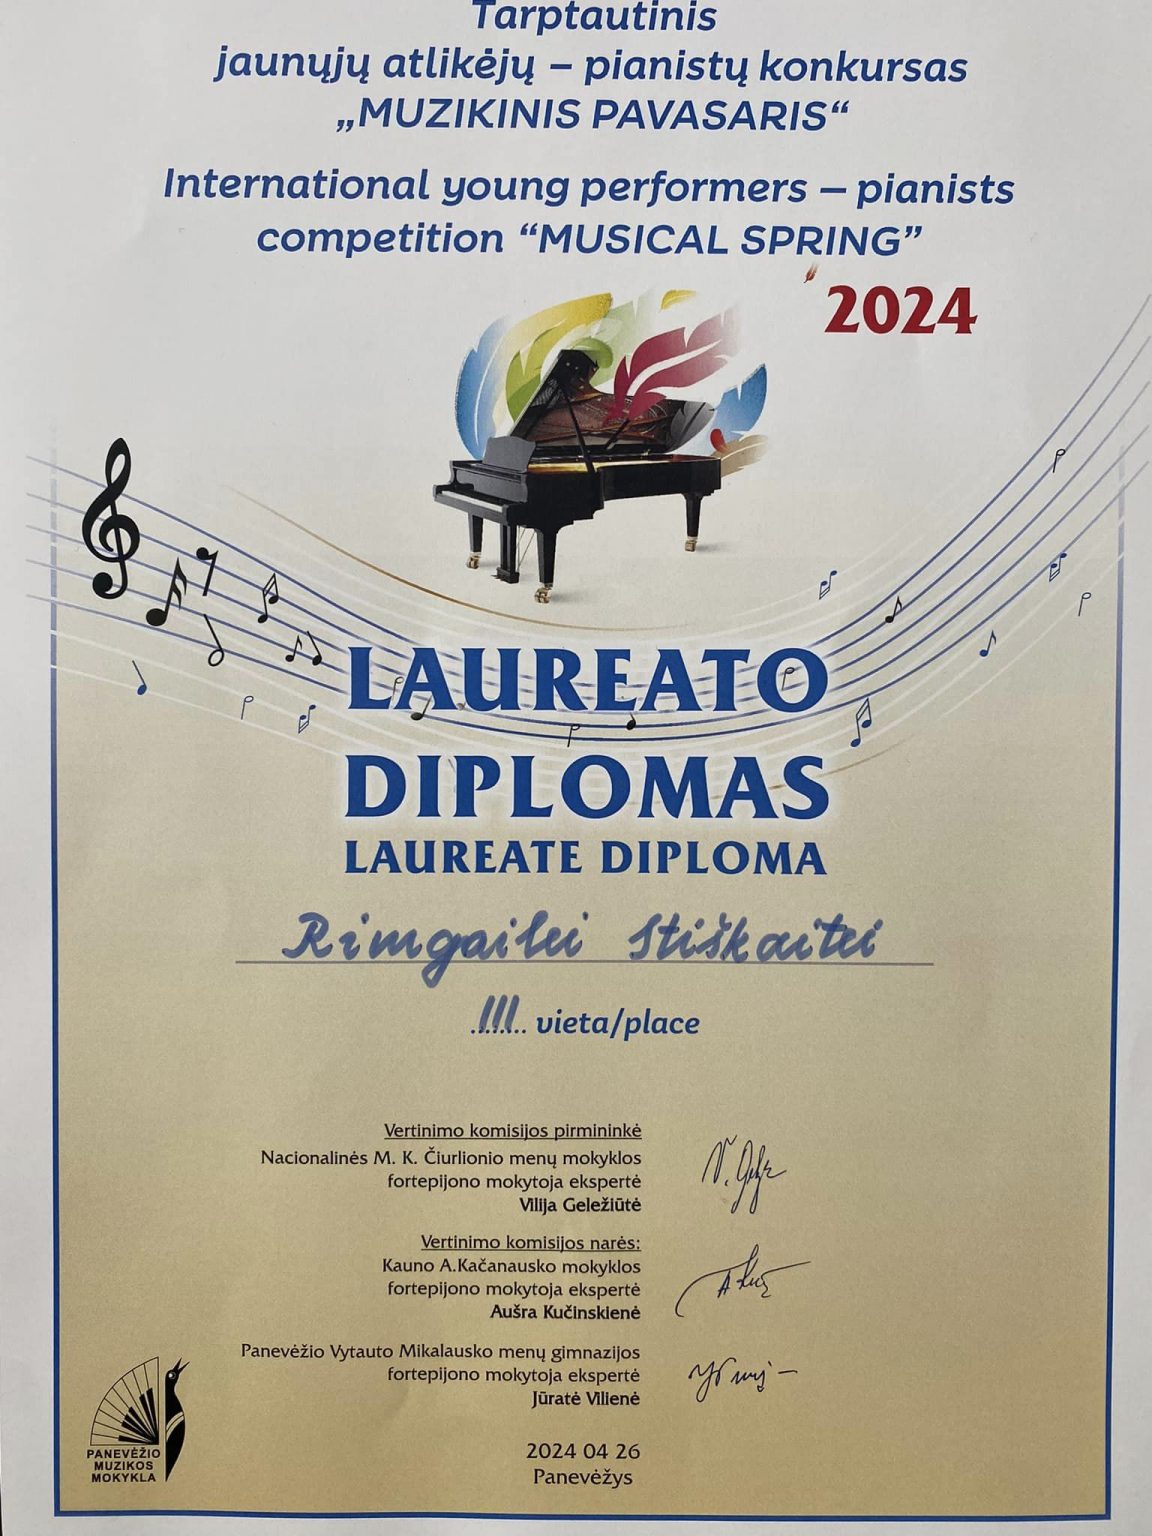 Tarptautinis
jaunųjų atlikėjų – pianistų konkursas
„MUZIKINIS PAVASARIS“
International young performers – pianists
competition “MUSICAL SPRING”
2024
LAUREATO
DIPLOMAS
LAUREATE DIPLOMA
Rimgailei Stiškaitei
III vieta/place
Vertinimo komisijos pirmininkė
Nacionalinės M. K. Čiurlionio menų mokyklos
fortepijono mokytoja ekspertė
Vilija Geležiūtė
Vertinimo komisijos narės:
Kauno A.Kačanausko mokyklos
fortepijono mokytoja ekspertė
Aušra Kučinskienė
Panevėžio Vytauto Mikalausko menų gimnazijos
fortepijono mokytoja ekspertė
Jūratė Vilienė
PANEVĖŽIO
MUZIKOS
MOKYKLA
2024 04 26
Panevėžys